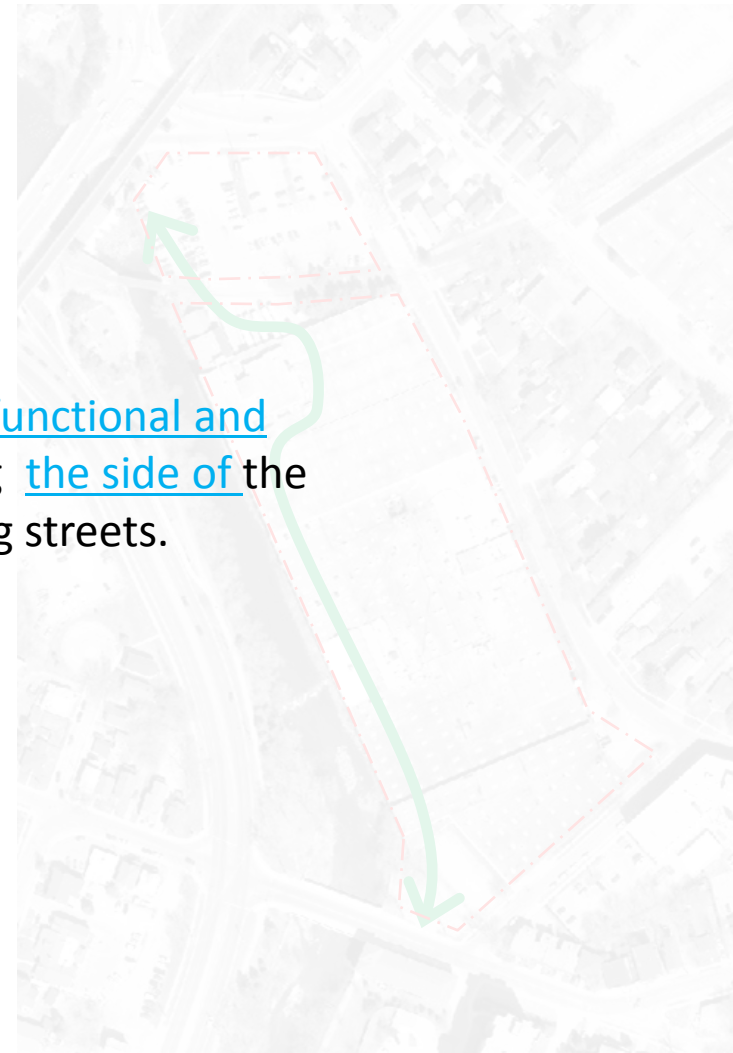 unctional and
the side of the
g streets.